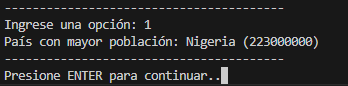 ----------------------------------------
Ingrese una opción: 1
País con mayor población: Nigeria (223000000)
----------------------------------------
Presione ENTER para continuar..